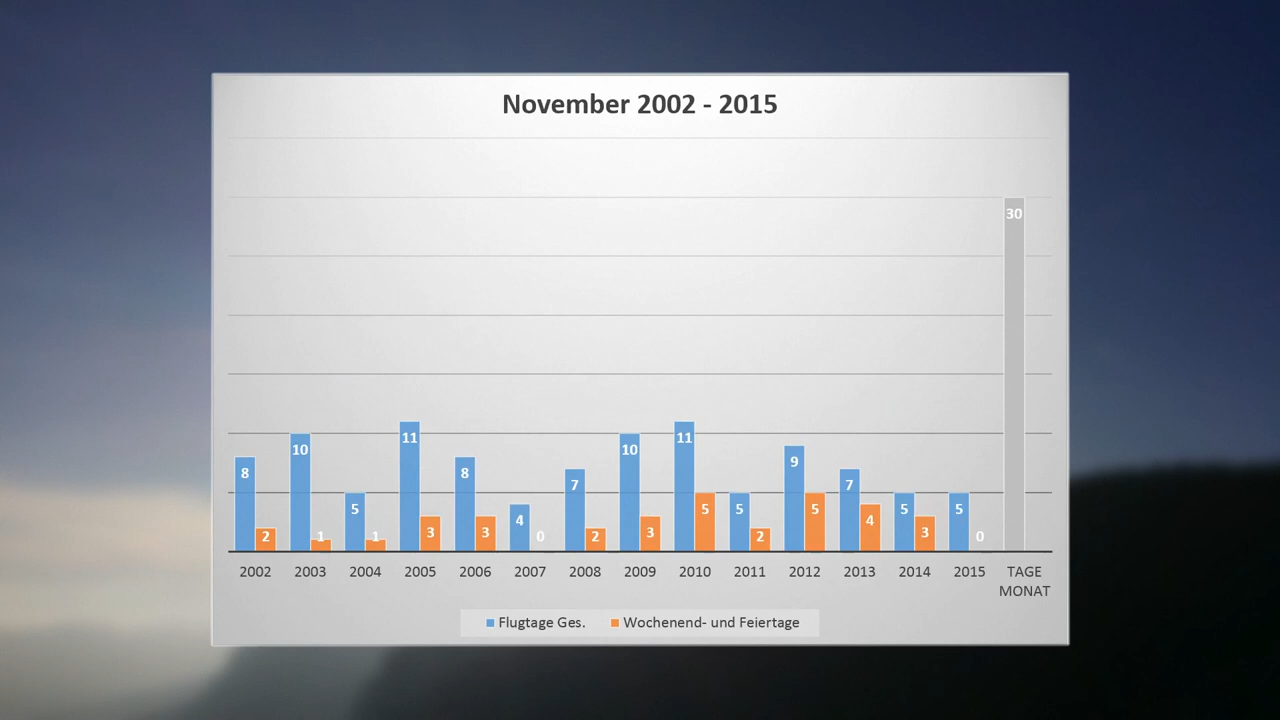 November 2002 - 2015
30
8 2 10 1 5 1 11 3 8 3 4 0 7 2 10 3 11 5 5 2 9 5 7 4 5 3 5 0
2002 2003 2004 2005 2006 2007 2008 2009 2010 2011 2012 2013 2014 2015 TAGE
MONAT
Flugtage Ges. Wochenend- und Feiertage